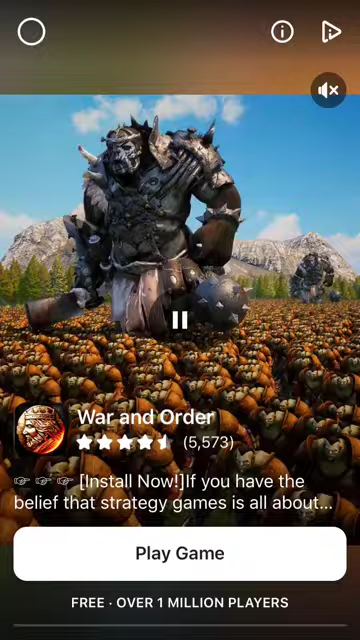 War and Order
(5,573)
☞ ☞ ☞ [Install Now!]If you have the
belief that strategy games is all about...
Play Game
FREE · OVER 1 MILLION PLAYERS